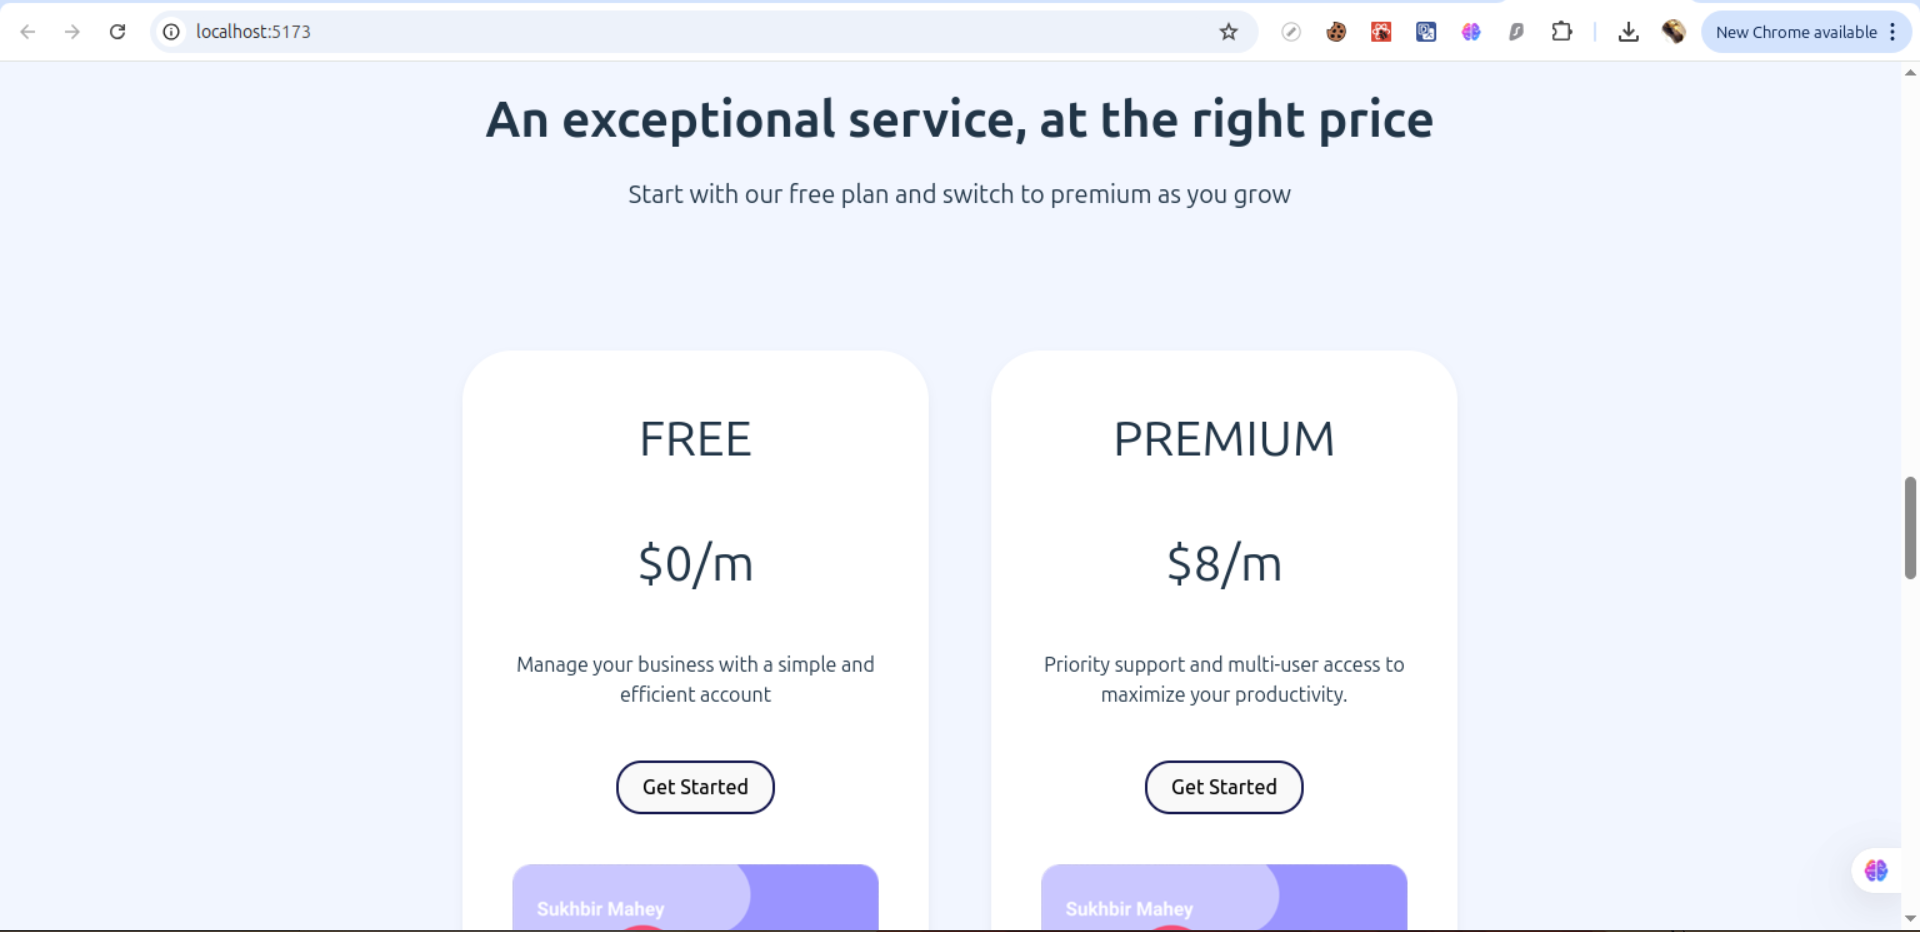 localhost:5173
New Chrome available
An exceptional service, at the right price
Start with our free plan and switch to premium as you grow
FREE
$0/m
Manage your business with a simple and
efficient account
Get Started
Sukhbir Mahey
PREMIUM
$8/m
Priority support and multi-user access to
maximize your productivity.
Get Started
Sukhbir Mahey